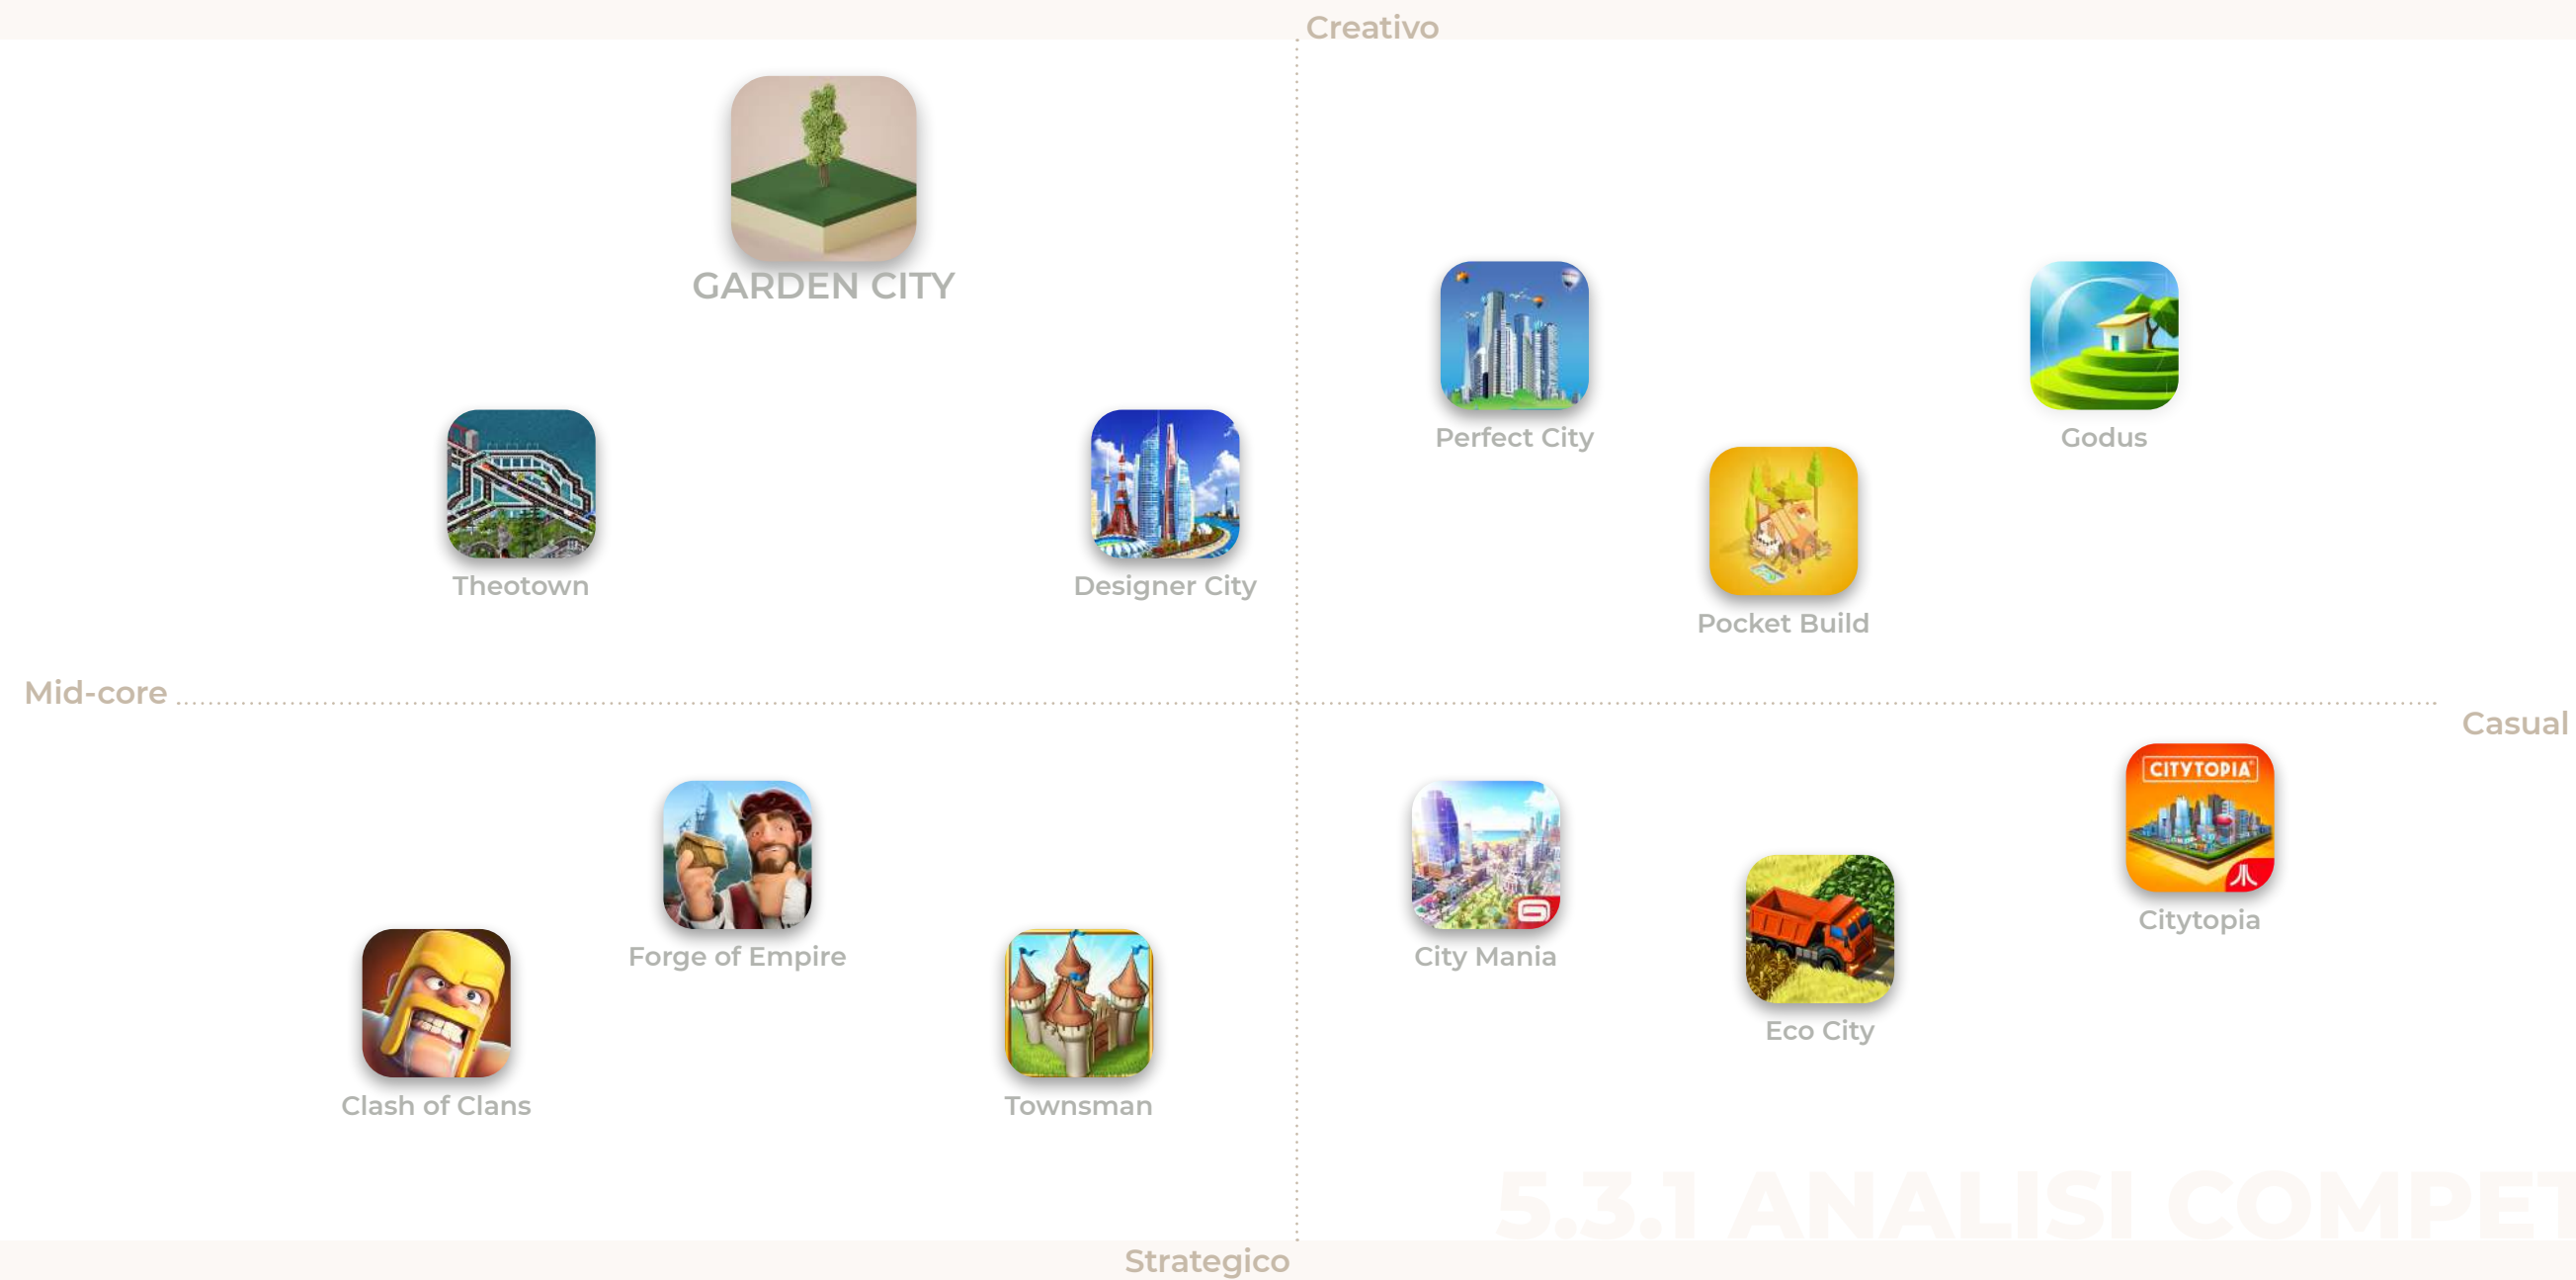 Creativo
GARDEN CITY
Perfect City
Godus
Theotown
Designer City
Pocket Build
Mid-core
Casual
CITYTOPIA
Citytopia
Forge of Empire
City Mania
Eco City
Clash of Clans
Townsman
5.3.1 ANALISI COMPET
Strategico